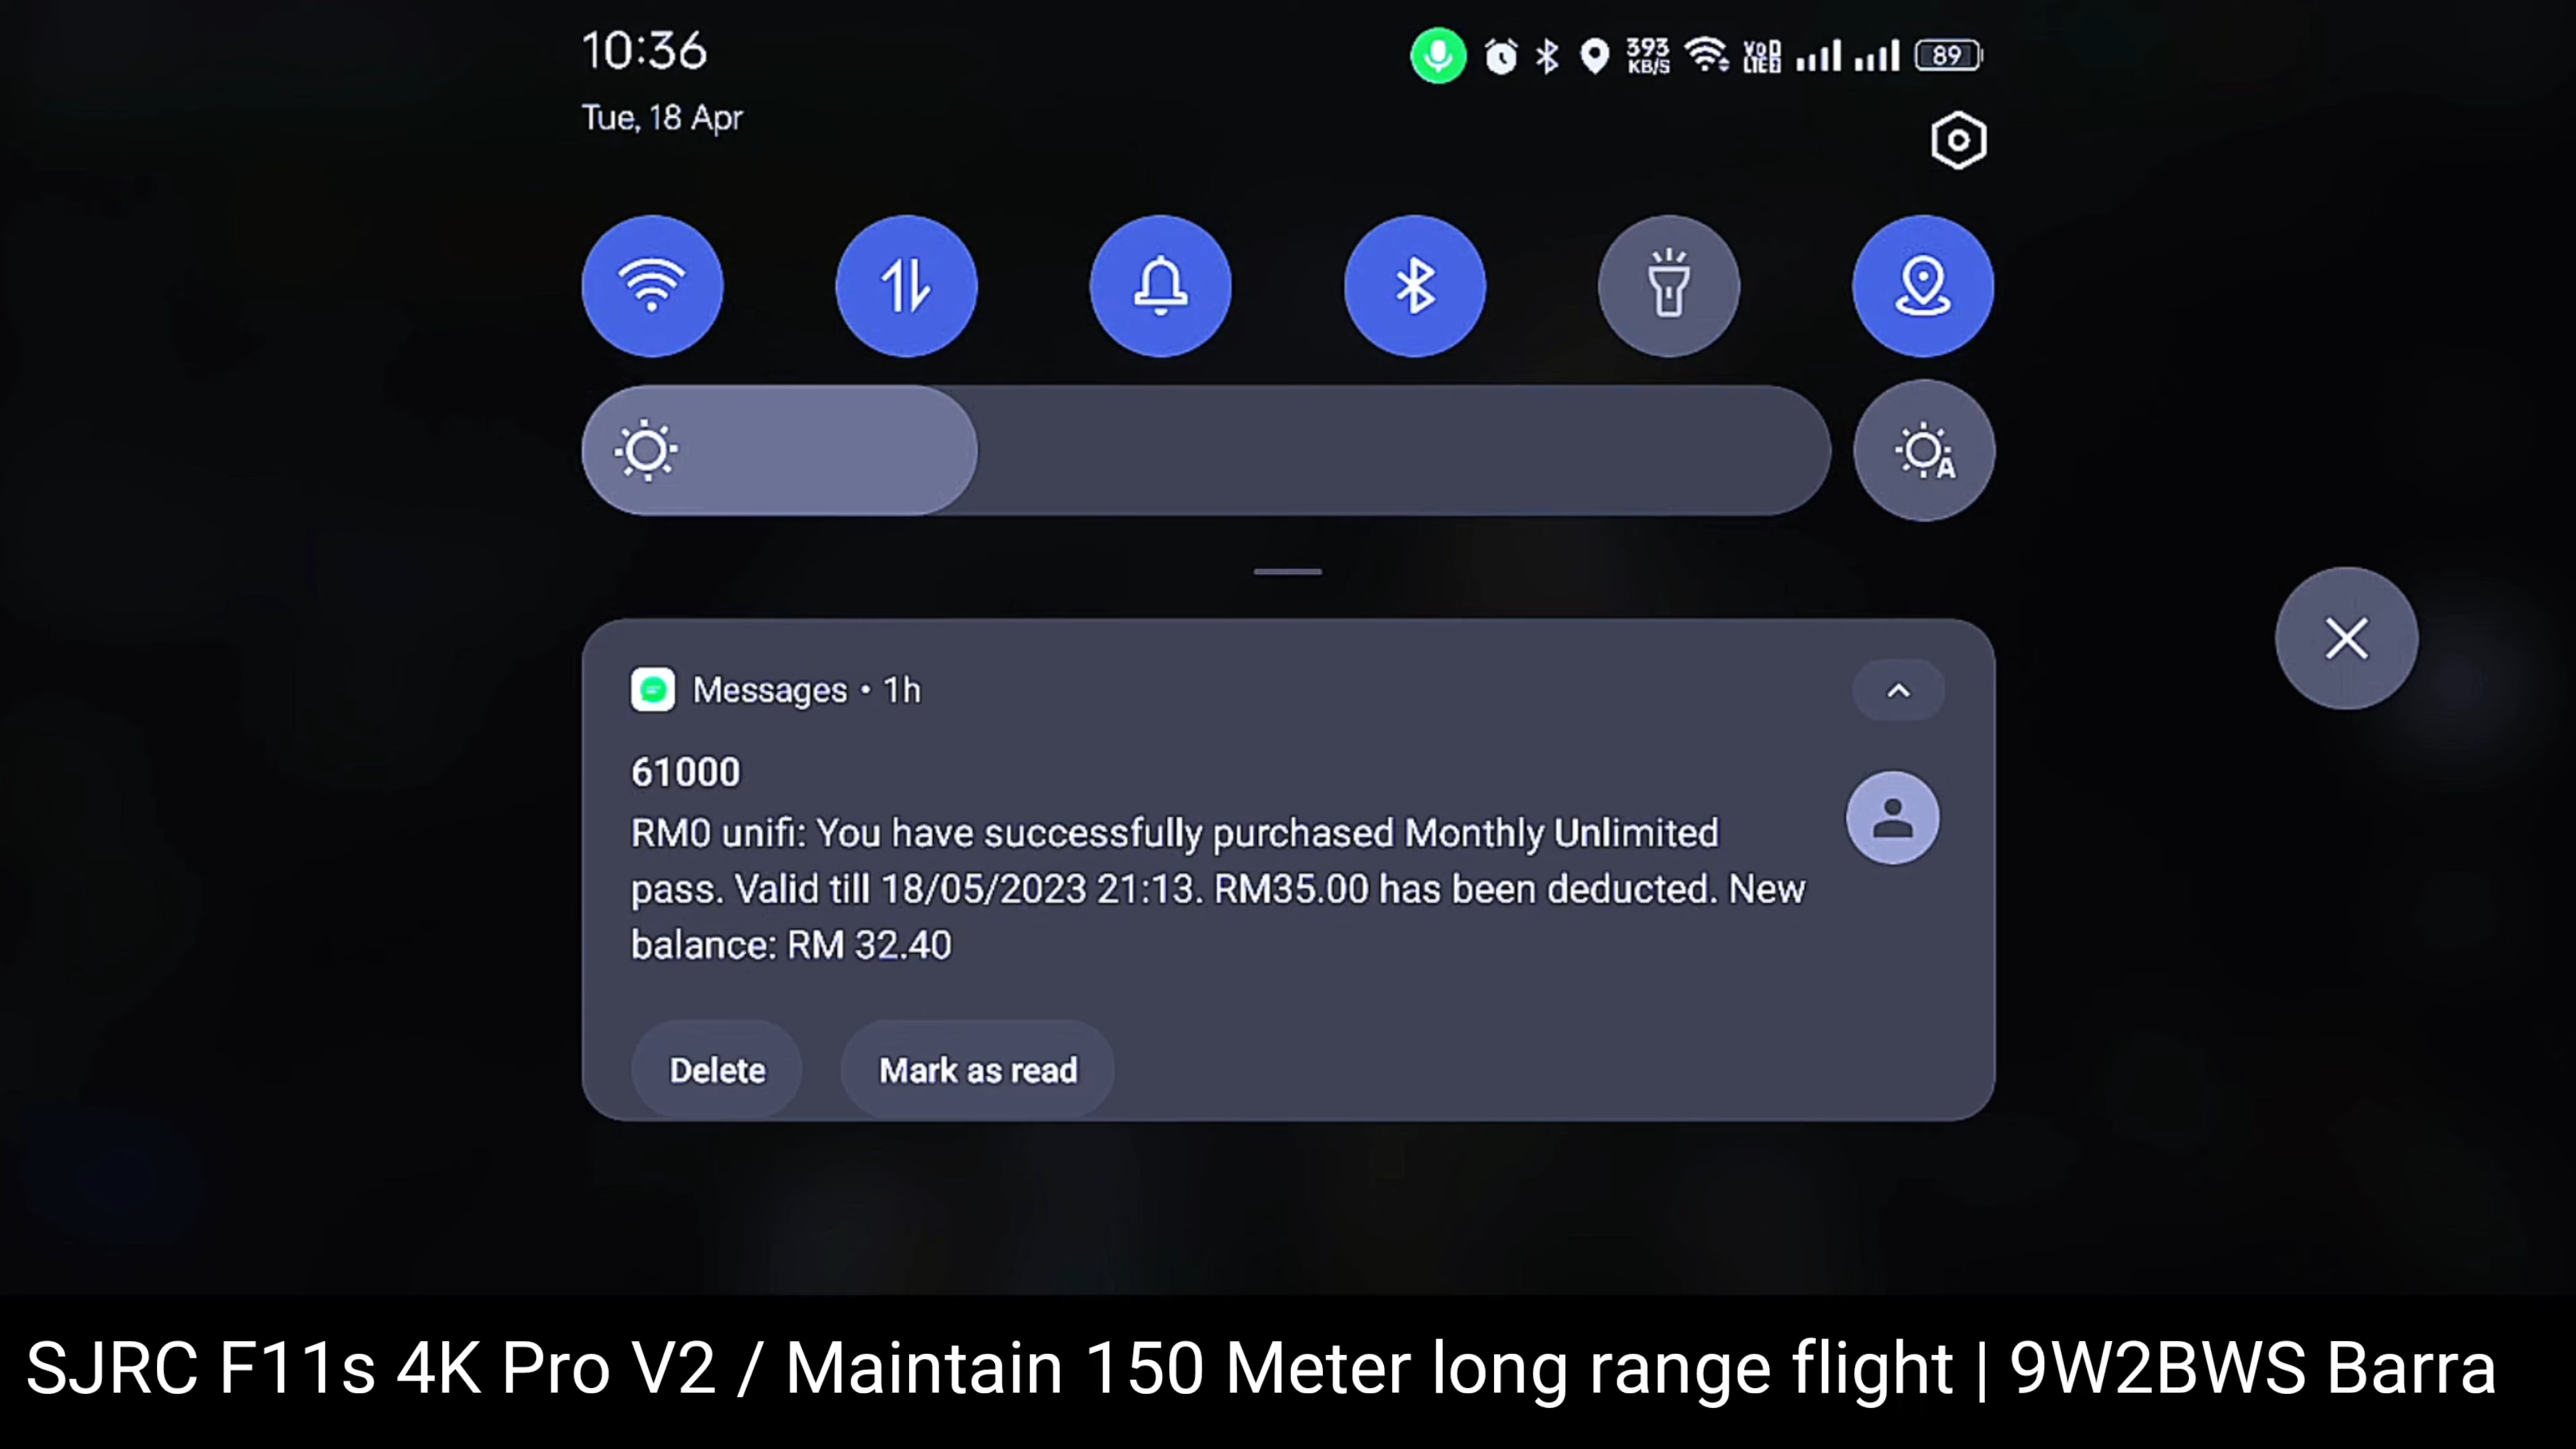 10:36
393
KB/S
VoD
LTE2
89
Tue, 18 Apr
A
Messages • 1h
61000
RM0 unifi: You have successfully purchased Monthly Unlimited
pass. Valid till 18/05/2023 21:13. RM35.00 has been deducted. New
balance: RM 32.40
Delete
Mark as read
SJRC F11s 4K Pro V2 / Maintain 150 Meter long range flight | 9W2BWS Barra